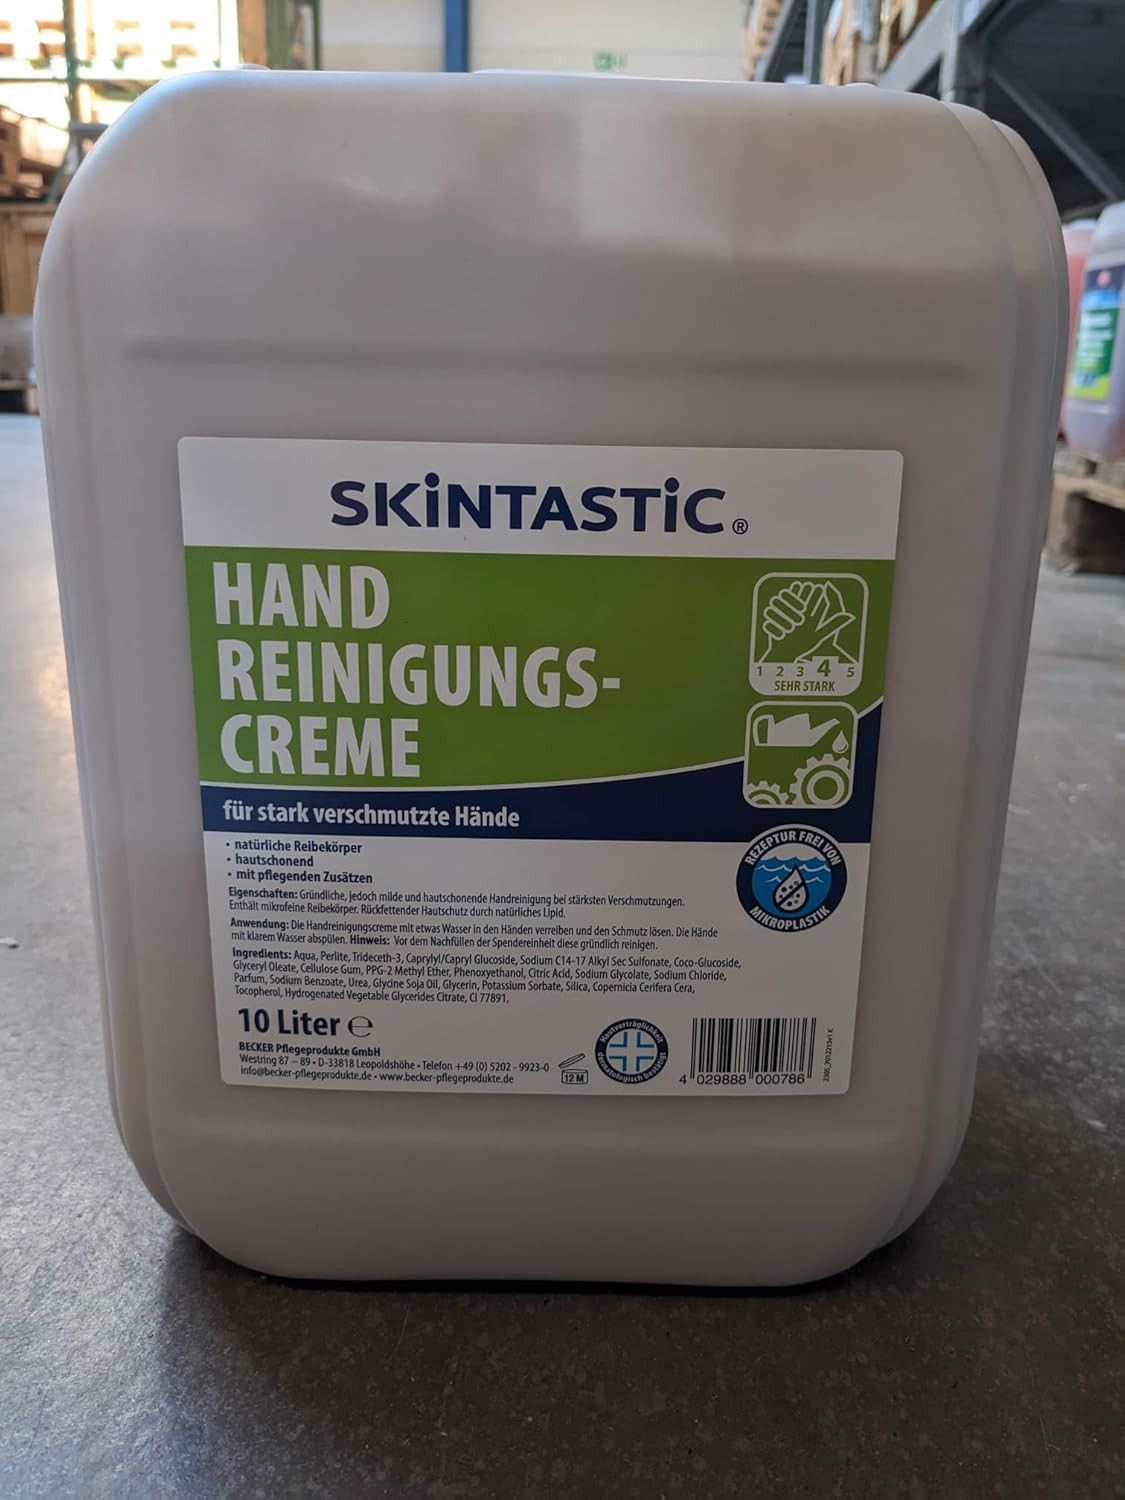 SKiNTASTiC®
HAND
REINIGUNGS-
CREME
1 2 3 4 5
SEHR STARK
für stark verschmutzte Hände
• natürliche Reibekörper
• hautschonend
• mit pflegenden Zusätzen
REZEPTUR FREI VON
MIKROPLASTIK
Eigenschaften: Gründliche, jedoch milde und hautschonende Handreinigung bei stärksten Verschmutzungen.
Enthält mikrofeine Reibekörper. Rückfettender Hautschutz durch natürliches Lipid.
Anwendung: Die Handreinigungscreme mit etwas Wasser in den Händen verreiben und den Schmutz lösen. Die Hände
mit klarem Wasser abspülen. Hinweis: Vor dem Nachfüllen der Spendereinheit diese gründlich reinigen.
Ingredients: Aqua, Perlite, Trideceth-3, Caprylyl/Capryl Glucoside, Sodium C14-17 Alkyl Sec Sulfonate, Coco-Glucoside,
Glyceryl Oleate, Cellulose Gum, PPG-2 Methyl Ether, Phenoxyethanol, Citric Acid, Sodium Glycolate, Sodium Chloride,
Parfum, Sodium Benzoate, Urea, Glycine Soja Oil, Glycerin, Potassium Sorbate, Silica, Copernicia Cerifera Cera,
Tocopherol, Hydrogenated Vegetable Glycerides Citrate, CI 77891.
10 Liter ℮
BECKER Pflegeprodukte GmbH
Westring 87 – 89 • D-33818 Leopoldshöhe • Telefon +49 (0) 5202 - 9923-0
info@becker-pflegeprodukte.de • www.becker-pflegeprodukte.de
12 M
Hautverträglichkeit
dermatologisch bestätigt
4 029888 000786